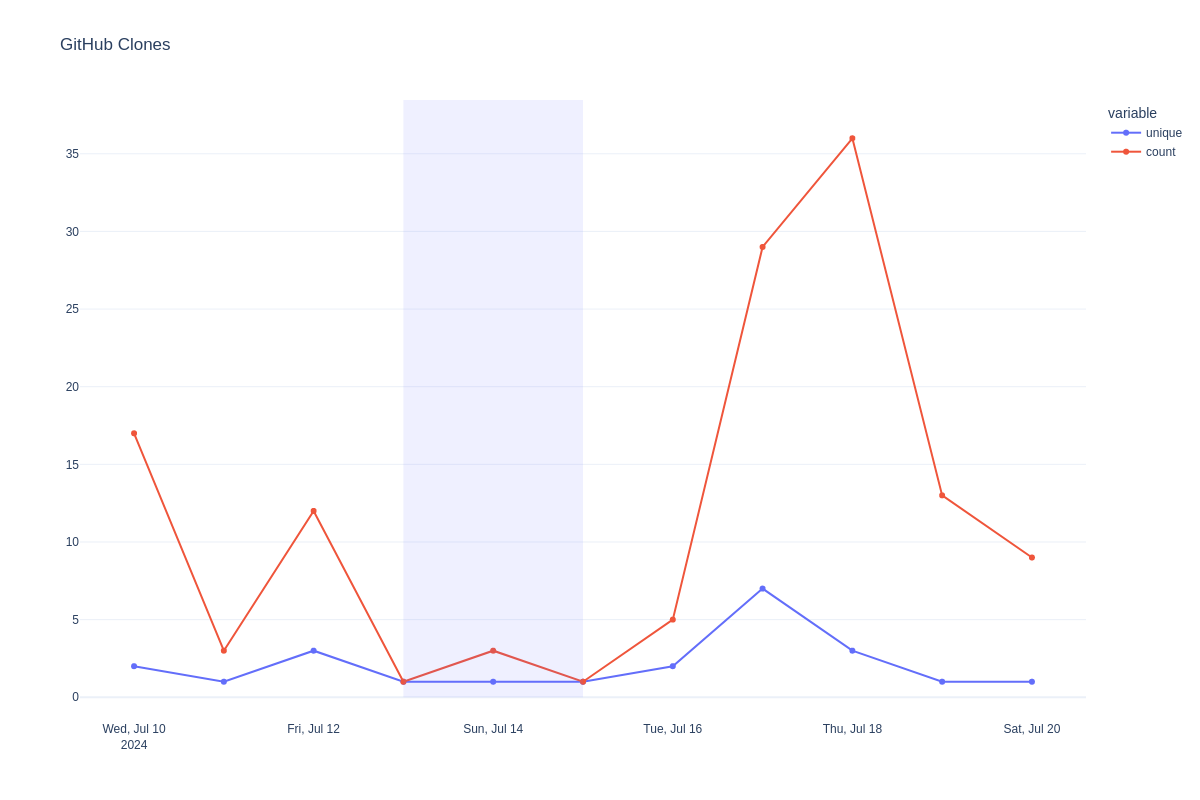 GitHub Clones
variable
unique
count
35
30
25
20
15
10
5
0
Wed, Jul 10
2024
Fri, Jul 12
Sun, Jul 14
Tue, Jul 16
Thu, Jul 18
Sat, Jul 20